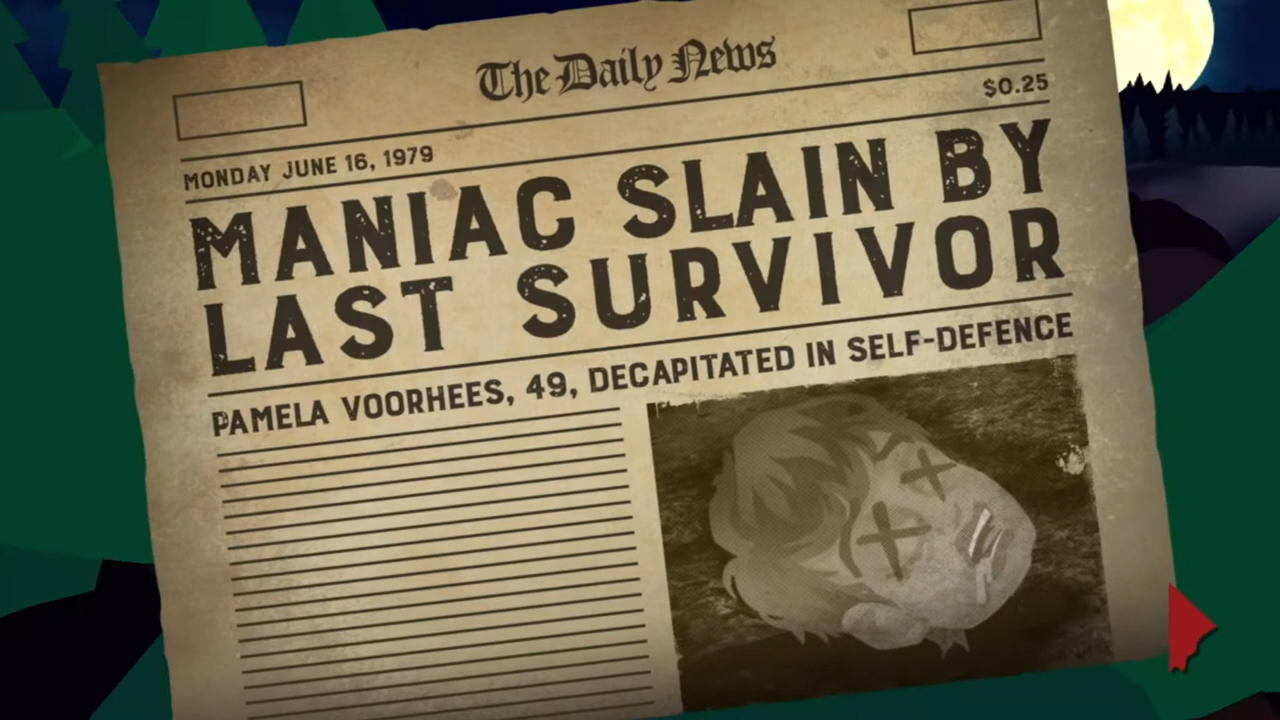 The Daily News
$0.25
MONDAY JUNE 16, 1979
MANIAC SLAIN BY
LAST SURVIVOR
PAMELA VOORHEES, 49, DECAPITATED IN SELF-DEFENCE